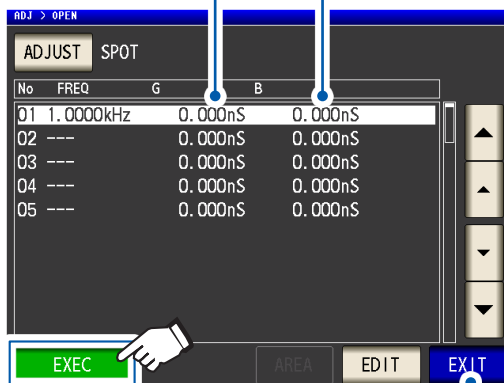 ADJ > OPEN
ADJUST SPOT
No FREQ G B
01 1.0000kHz 0.000nS 0.000nS
02 --- 0.000nS 0.000nS
03 --- 0.000nS 0.000nS
04 --- 0.000nS 0.000nS
05 --- 0.000nS 0.000nS
EXEC AREA EDIT EXIT